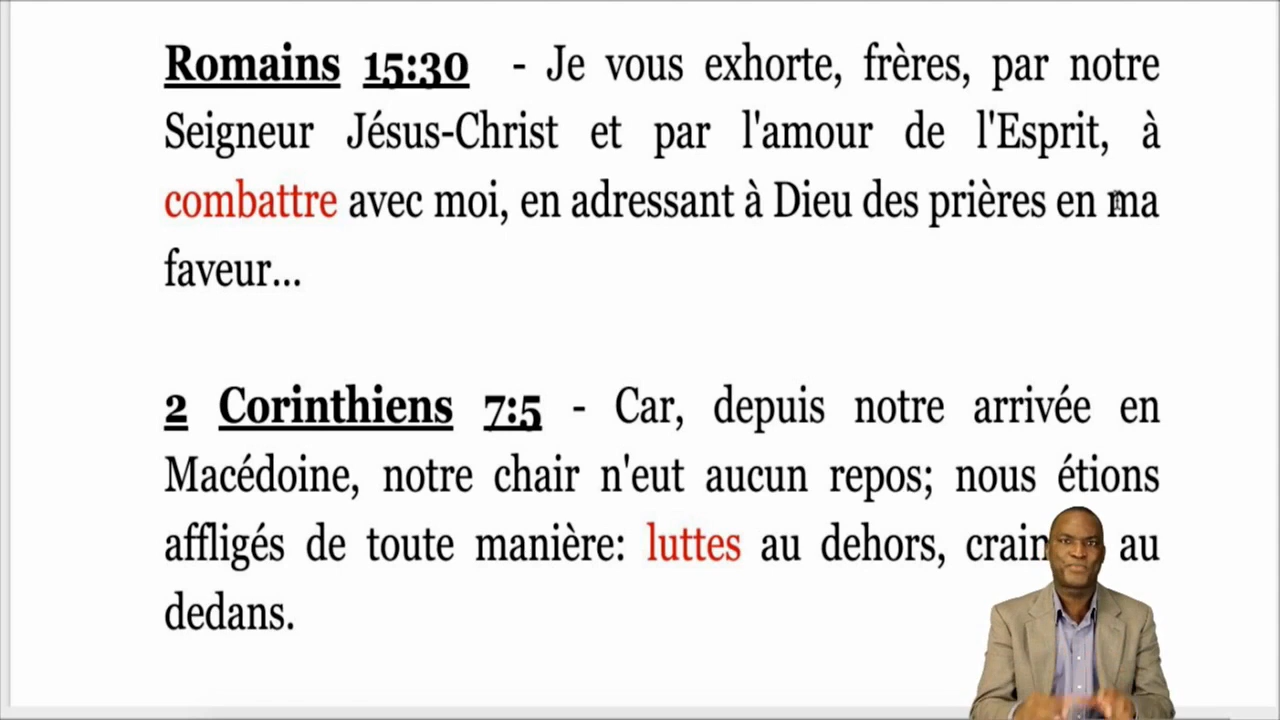 Romains 15:30 - Je vous exhorte, frères, par notre
Seigneur Jésus-Christ et par l'amour de l'Esprit, à
combattre avec moi, en adressant à Dieu des prières en ma
faveur...
2 Corinthiens 7:5 - Car, depuis notre arrivée en
Macédoine, notre chair n'eut aucun repos; nous étions
affligés de toute manière: luttes au dehors, au
dedans.